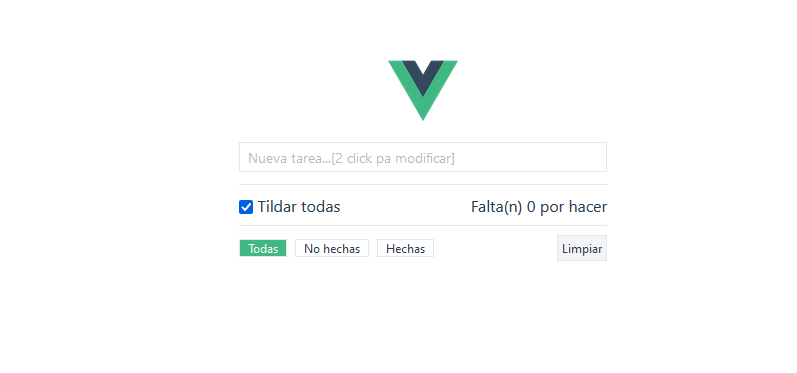 Nueva tarea...[2 click pa modificar]
Tildar todas Falta(n) 0 por hacer
Todas No hechas Hechas Limpiar